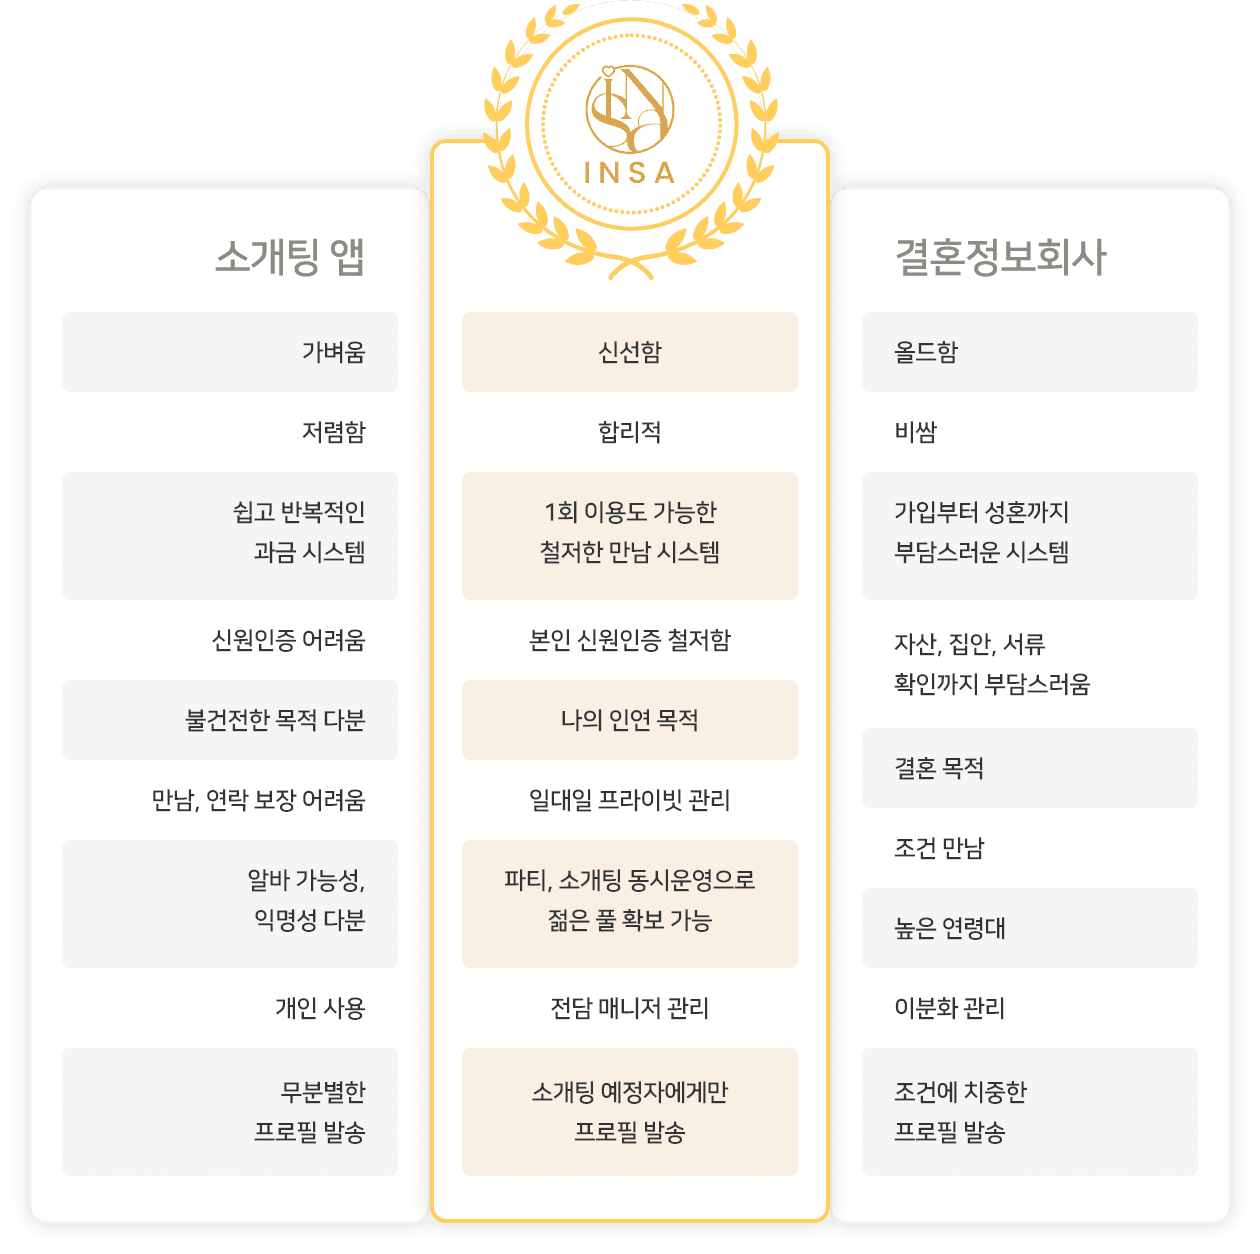 INSA
소개팅 앱
가벼움
저렴함
쉽고 반복적인
과금 시스템
신원인증 어려움
불건전한 목적 다분
만남, 연락 보장 어려움
알바 가능성,
익명성 다분
개인 사용
무분별한
프로필 발송
신선함
합리적
1회 이용도 가능한
철저한 만남 시스템
본인 신원인증 철저함
나의 인연 목적
일대일 프라이빗 관리
파티, 소개팅 동시운영으로
젊은 풀 확보 가능
전담 매니저 관리
소개팅 예정자에게만
프로필 발송
결혼정보회사
올드함
비쌈
가입부터 성혼까지
부담스러운 시스템
자산, 집안, 서류
확인까지 부담스러움
결혼 목적
조건 만남
높은 연령대
이분화 관리
조건에 치중한
프로필 발송